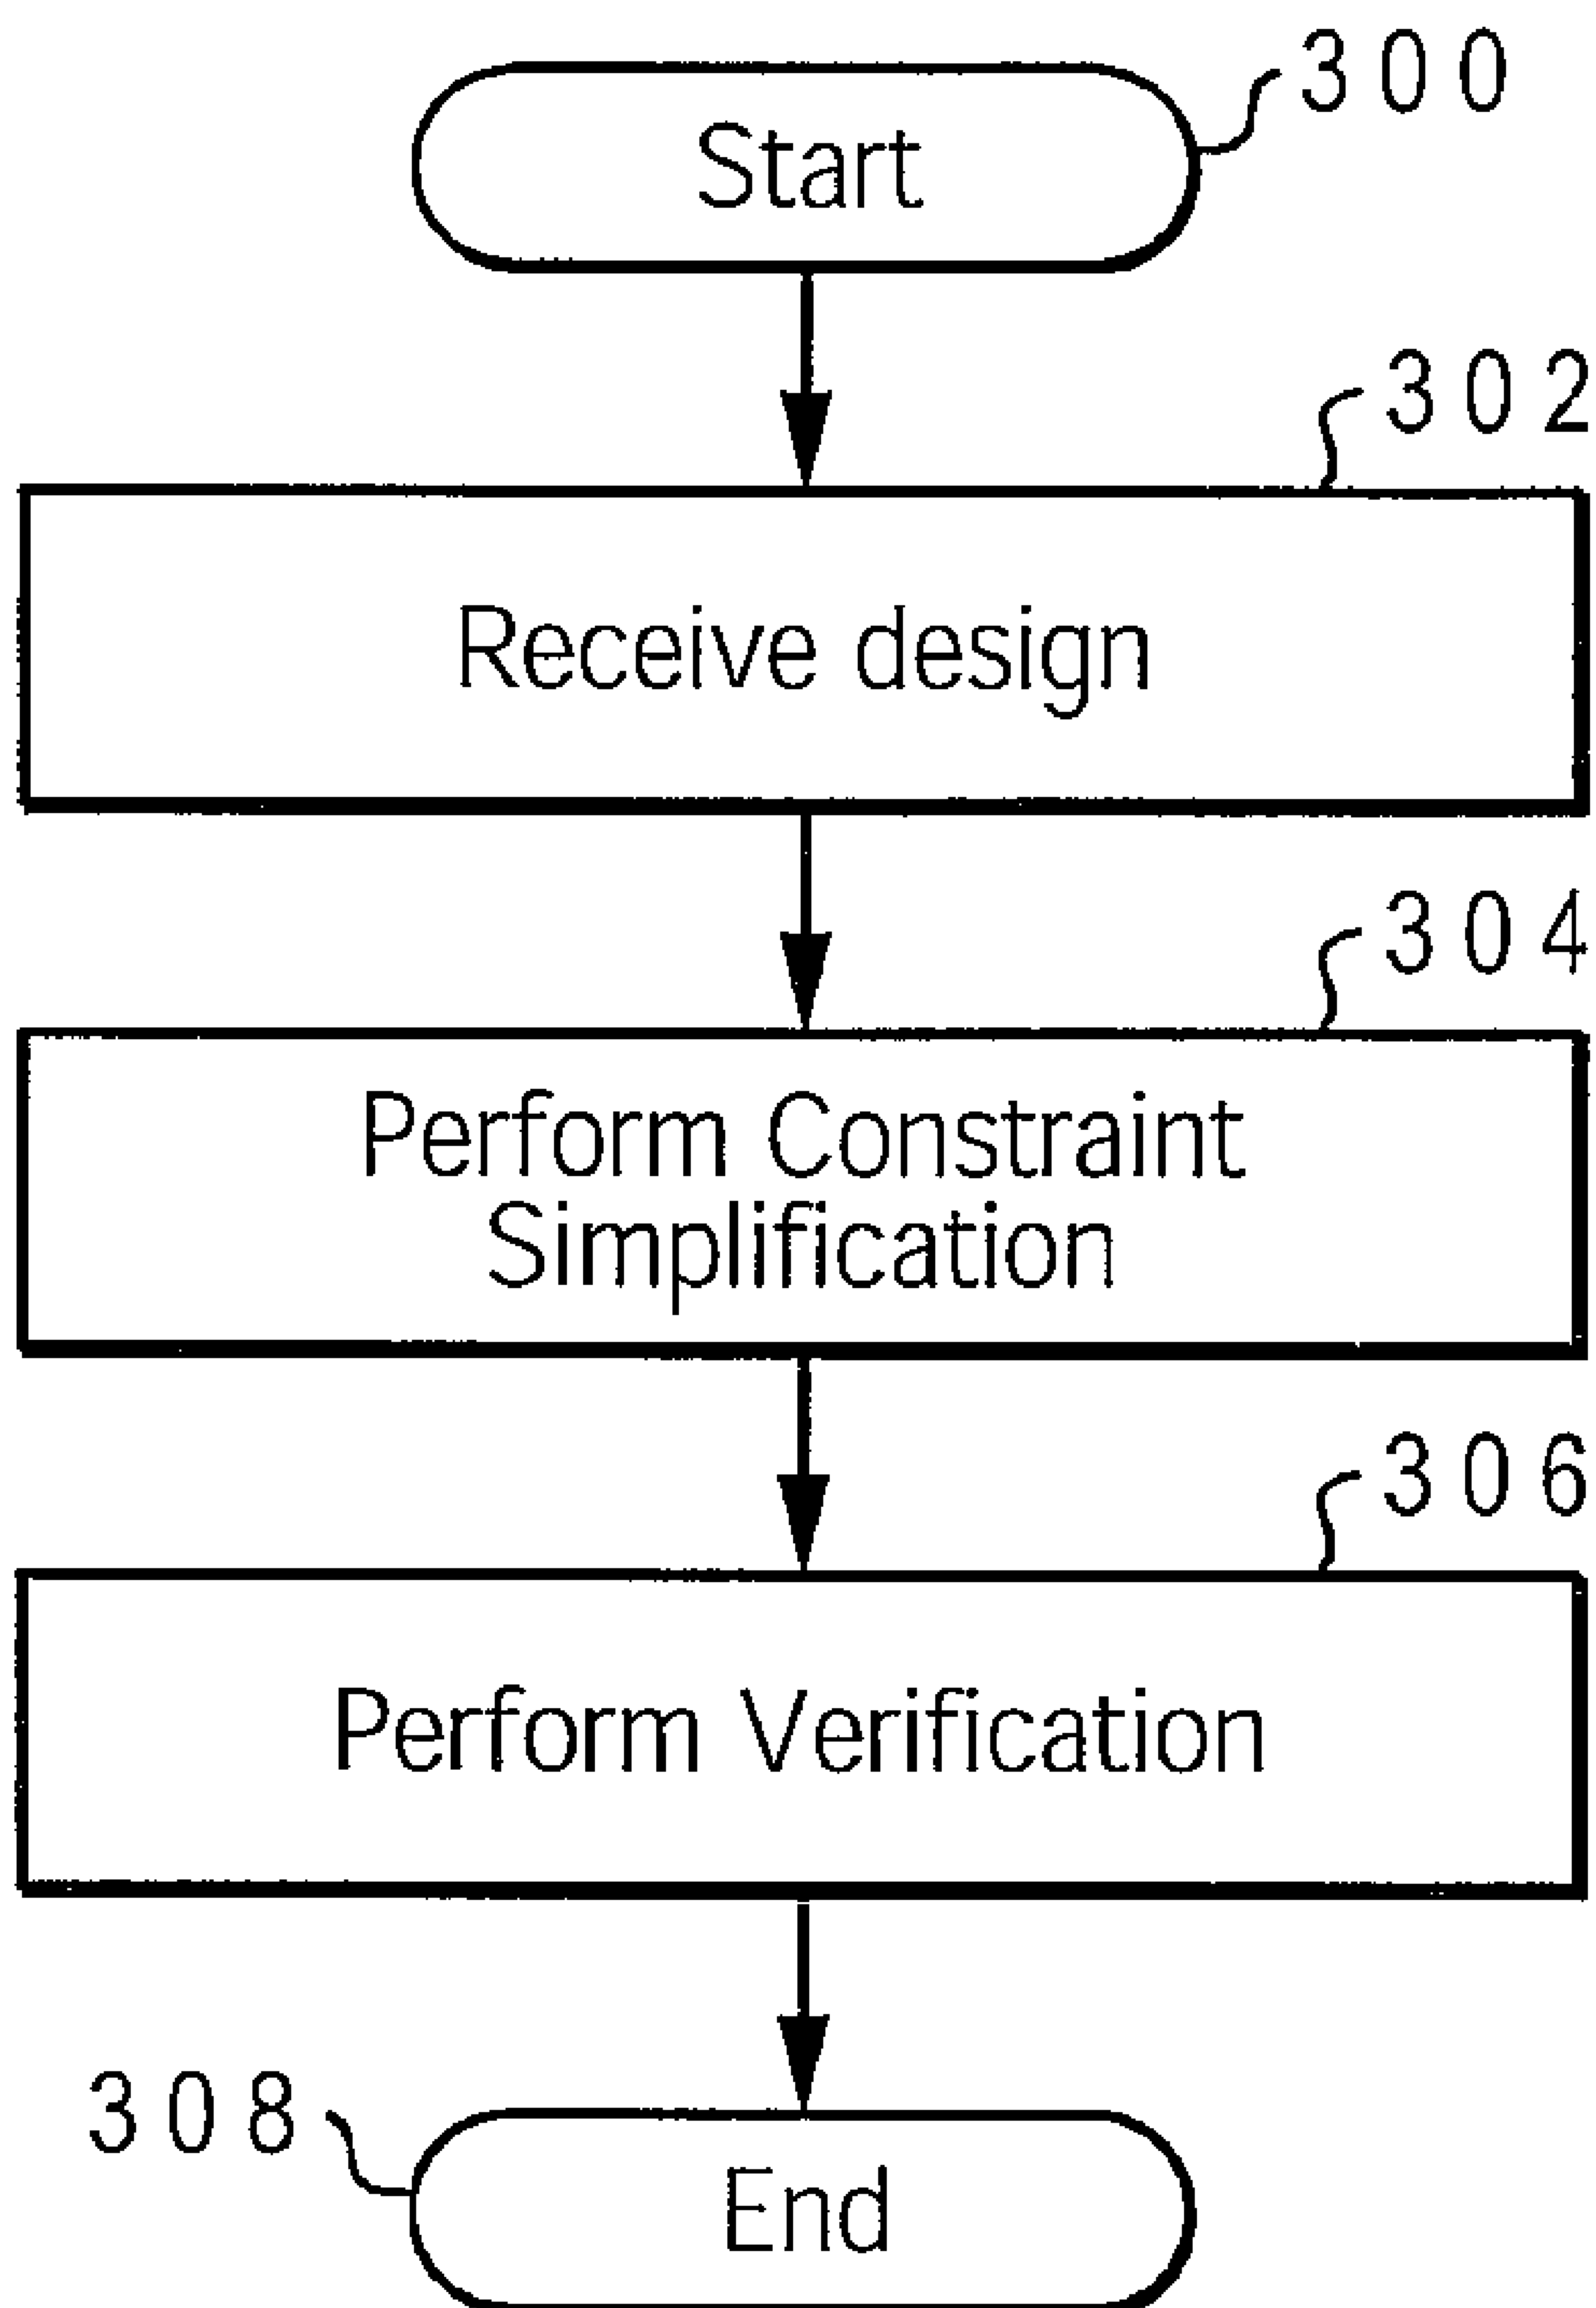 300
Start
302
Receive design
304
Perform Constraint
Simplification
306
Perform Verification
308
End